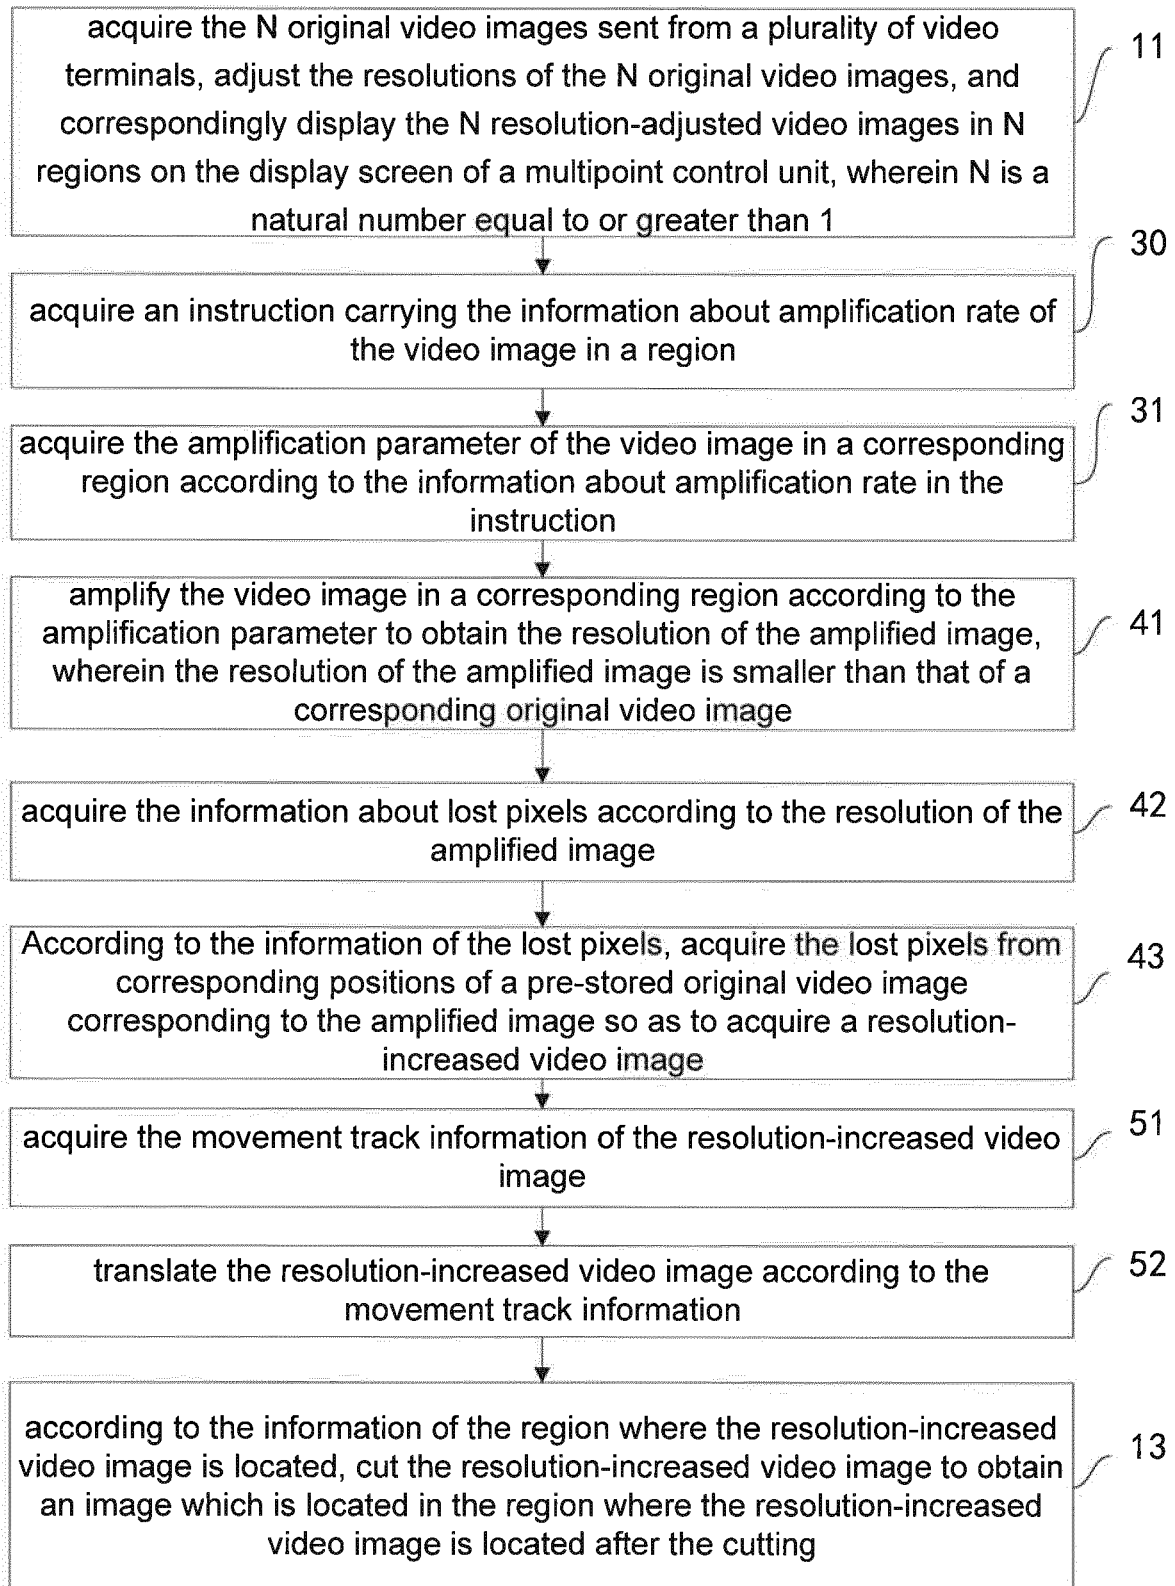 acquire the N original video images sent from a plurality of video
terminals, adjust the resolutions of the N original video images, and
correspondingly display the N resolution-adjusted video images in N
regions on the display screen of a multipoint control unit, wherein N is a
natural number equal to or greater than 1
11
30
acquire an instruction carrying the information about amplification rate of
the video image in a region
31
acquire the amplification parameter of the video image in a corresponding
region according to the information about amplification rate in the
instruction
amplify the video image in a corresponding region according to the
amplification parameter to obtain the resolution of the amplified image,
wherein the resolution of the amplified image is smaller than that of a
corresponding original video image
41
acquire the information about lost pixels according to the resolution of the
amplified image
42
According to the information of the lost pixels, acquire the lost pixels from
corresponding positions of a pre-stored original video image
corresponding to the amplified image so as to acquire a resolution-
increased video image
43
acquire the movement track information of the resolution-increased video
image
51
translate the resolution-increased video image according to the
movement track information
52
according to the information of the region where the resolution-increased
video image is located, cut the resolution-increased video image to obtain
an image which is located in the region where the resolution-increased
video image is located after the cutting
13